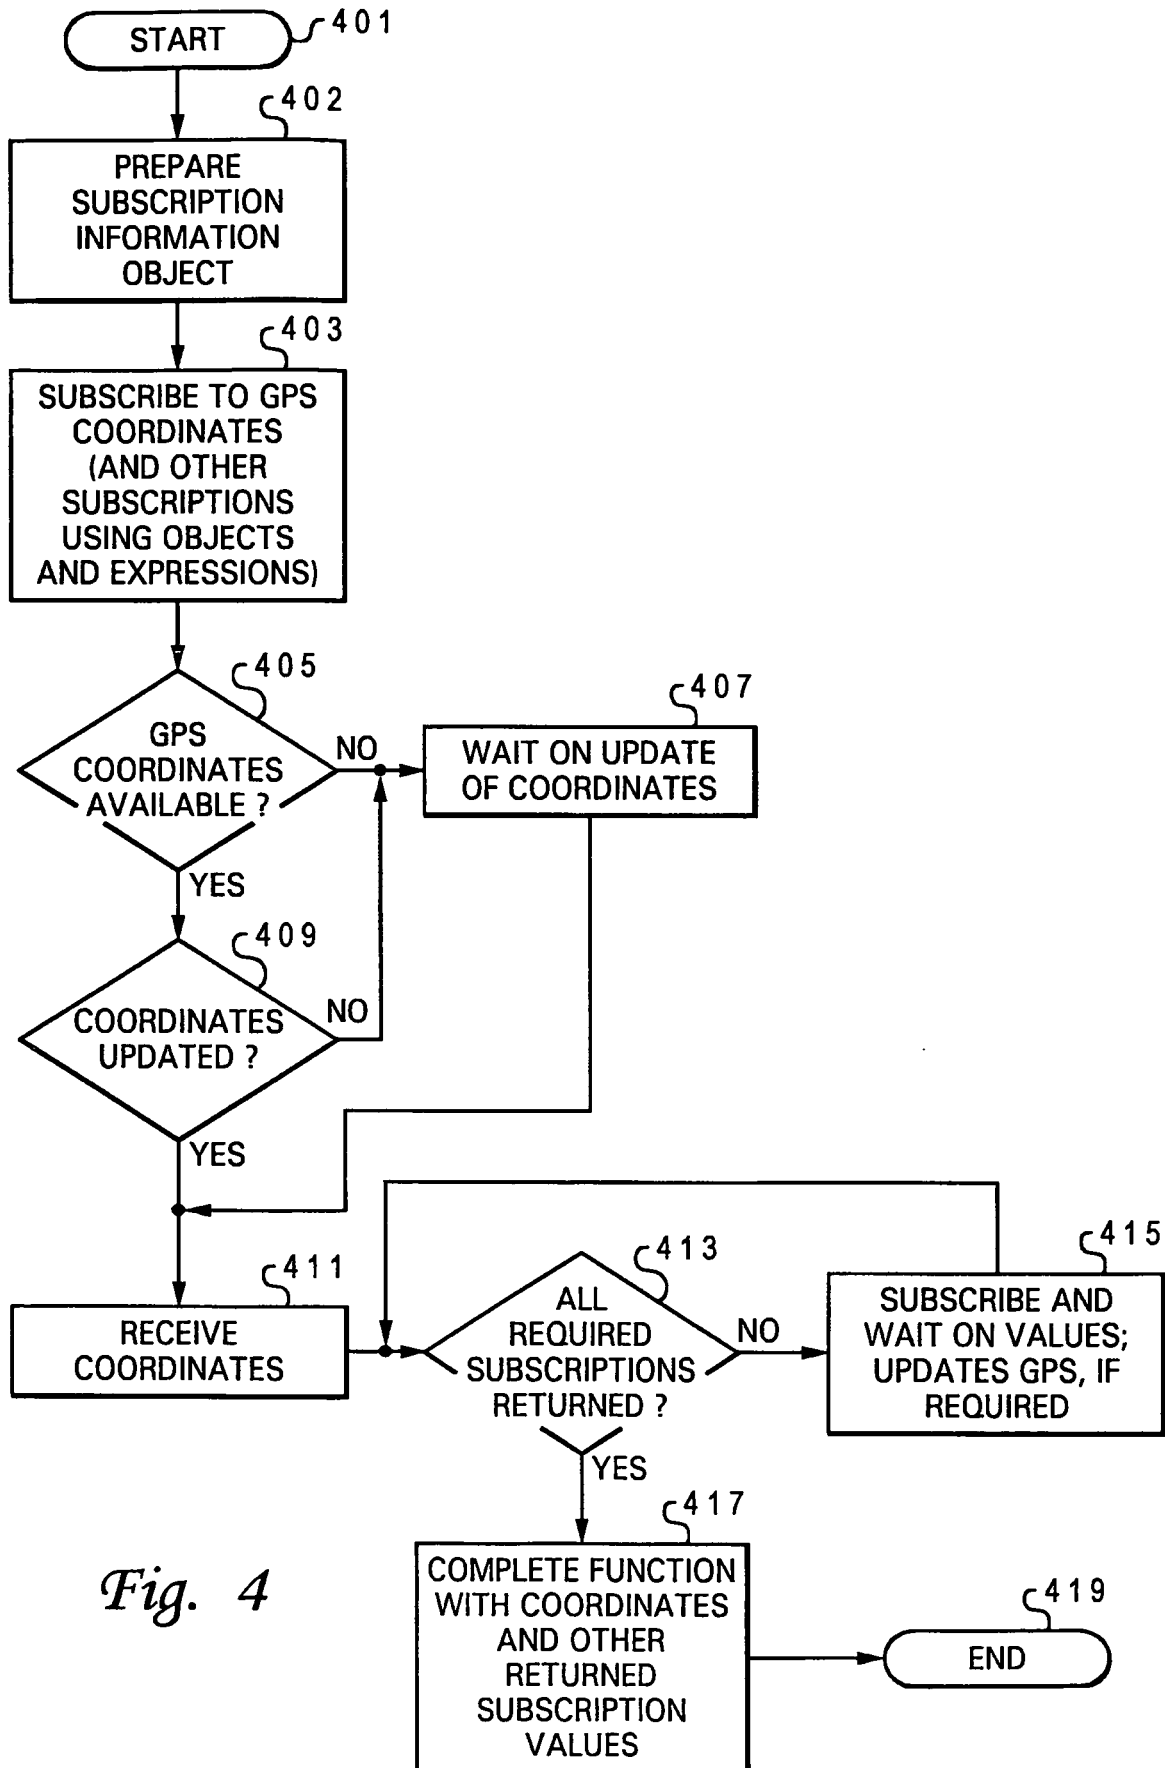 START
401
402
PREPARE
SUBSCRIPTION
INFORMATION
OBJECT
403
SUBSCRIBE TO GPS
COORDINATES
(AND OTHER
SUBSCRIPTIONS
USING OBJECTS
AND EXPRESSIONS)
405
GPS
COORDINATES
AVAILABLE ?
NO
YES
407
WAIT ON UPDATE
OF COORDINATES
409
COORDINATES
UPDATED ?
NO
YES
411
RECEIVE
COORDINATES
413
ALL
REQUIRED
SUBSCRIPTIONS
RETURNED ?
NO
YES
415
SUBSCRIBE AND
WAIT ON VALUES;
UPDATES GPS, IF
REQUIRED
417
COMPLETE FUNCTION
WITH COORDINATES
AND OTHER
RETURNED
SUBSCRIPTION
VALUES
419
END
Fig. 4